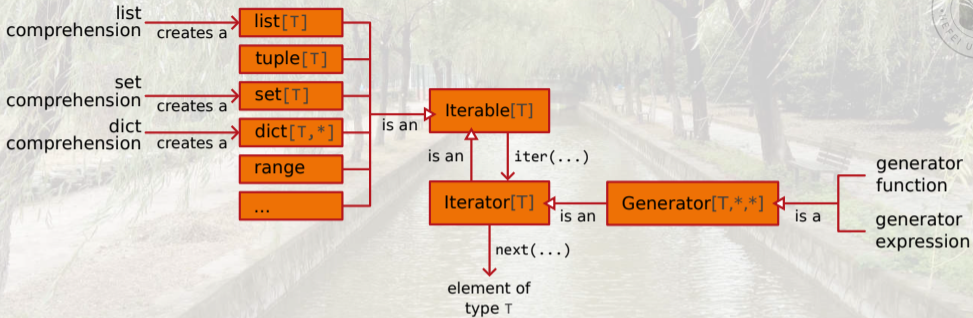 list
comprehension
creates a
list[T]
tuple[T]
set
comprehension
creates a
set[T]
dict
comprehension
creates a
dict[T,*]
range
...
is an
Iterable[T]
is an
iter(...)
Iterator[T]
is an
Generator[T,*,*]
is a
generator
function
generator
expression
next(...)
element of
type T